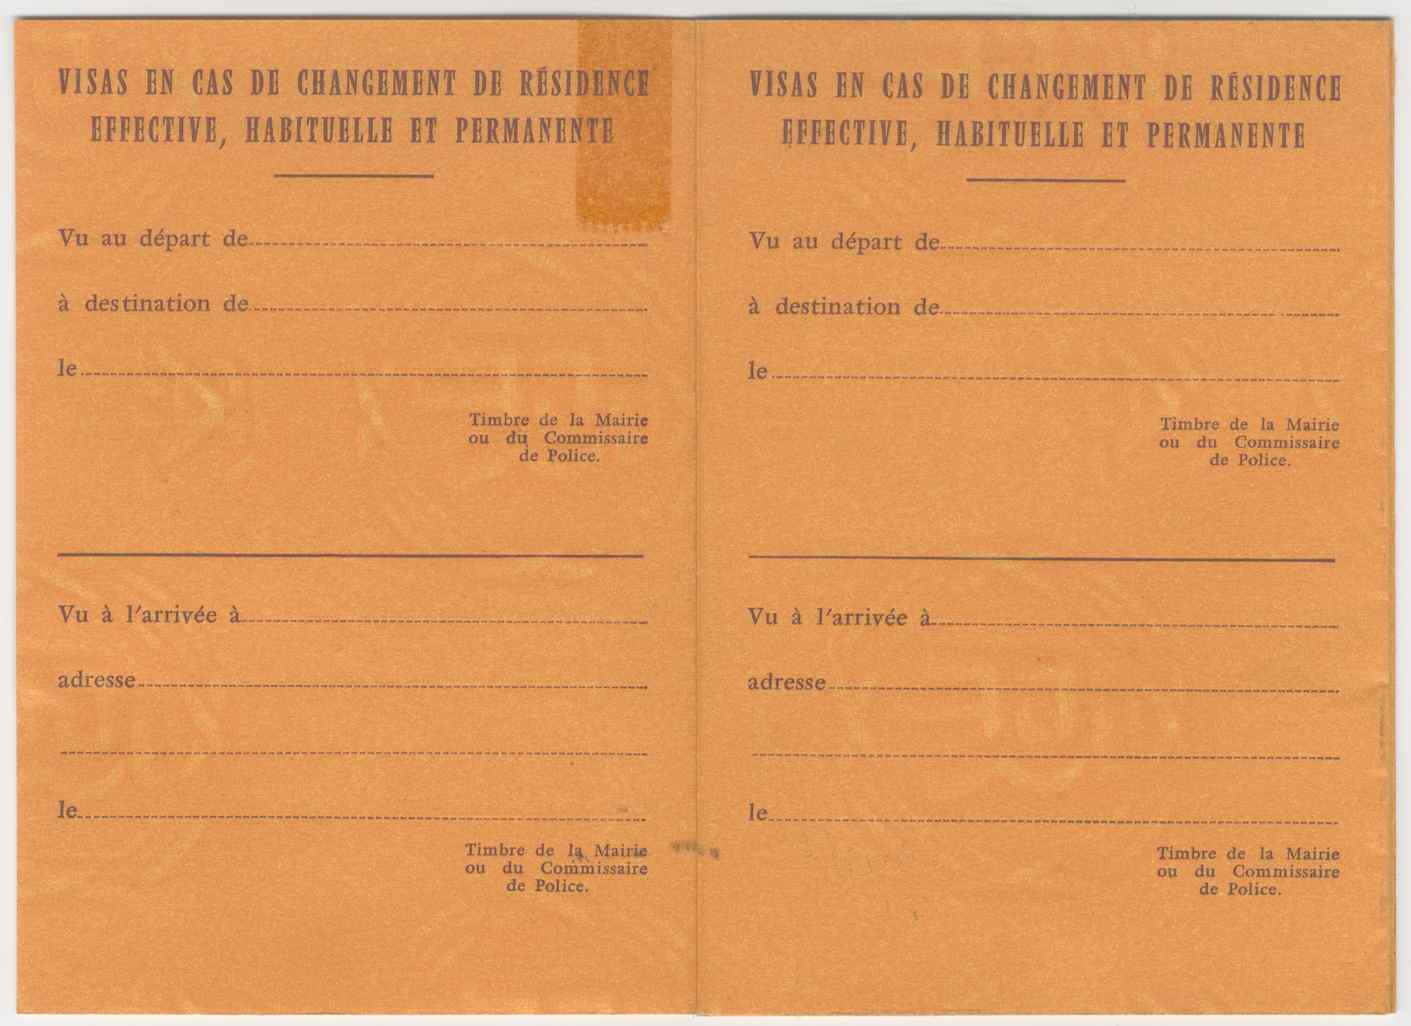 VISAS EN CAS DE CHANGEMENT DE RÉSIDENCE
EFFECTIVE, HABITUELLE ET PERMANENTE
Vu au départ de
à destination de
le
Timbre de la Mairie
ou du Commissaire
de Police.
Vu à l'arrivée à
adresse
le
Timbre de la Mairie
ou du Commissaire
de Police.
VISAS EN CAS DE CHANGEMENT DE RÉSIDENCE
EFFECTIVE, HABITUELLE ET PERMANENTE
Vu au départ de
à destination de
le
Timbre de la Mairie
ou du Commissaire
de Police.
Vu à l'arrivée à
adresse
le
Timbre de la Mairie
ou du Commissaire
de Police.